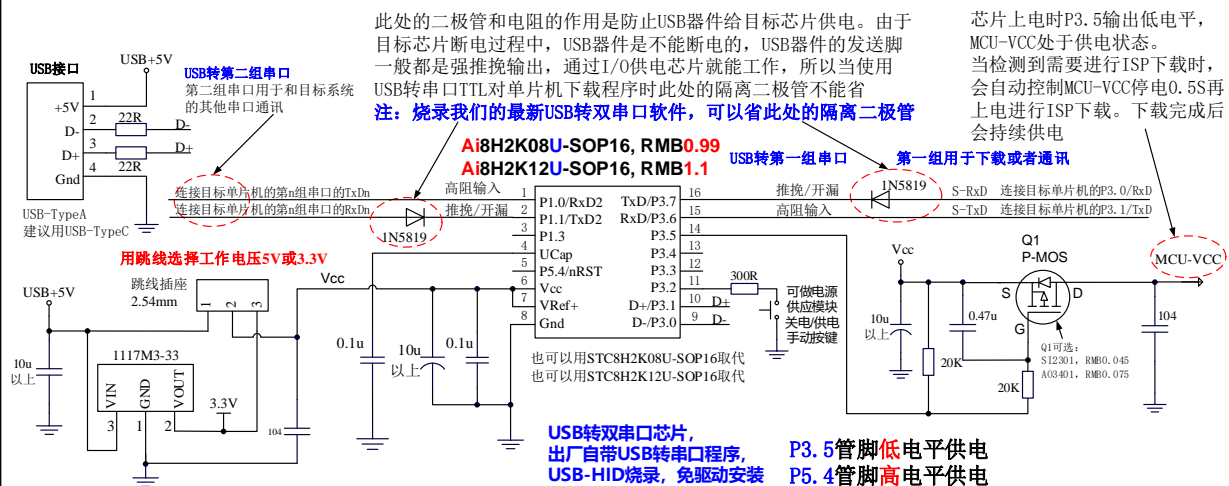 此处的二极管和电阻的作用是防止USB器件给目标芯片供电。由于
目标芯片断电过程中，USB器件是不能断电的，USB器件的发送脚
一般都是强推挽输出，通过I/O供电芯片就能工作，所以当使用
USB转串口TTL对单片机下载程序时此处的隔离二极管不能省
注：烧录我们的最新USB转双串口软件，可以省此处的隔离二极管
芯片上电时P3.5输出低电平，
MCU-VCC处于供电状态。
当检测到需要进行ISP下载时，
会自动控制MCU-VCC停电0.5S再
上电进行ISP下载。下载完成后
会持续供电
USB接口
USB+5V
+5V
1
D-
2
22R
D-
D+
3
D+
Gnd
4
22R
USB-TypeA
建议用USB-TypeC
USB转第二组串口
第二组串口用于和目标系统
的其他串口通讯
Ai8H2K08U-SOP16, RMB0.99
Ai8H2K12U-SOP16, RMB1.1
USB转第一组串口
第一组用于下载或者通讯
连接目标单片机的第n组串口的TxDn
高阻输入
连接目标单片机的第n组串口的RxDn
推挽/开漏
1N5819
1 P1.0/RxD2
2 P1.1/TxD2
3 P1.3
4 UCap
5 P5.4/nRST
6 Vcc
7 VRef+
8 Gnd
TxD/P3.7 16
RxD/P3.6 15
P3.5 14
P3.4 13
P3.3 12
P3.2 11
D+/P3.1 10 D+
D-/P3.0 9 D-
推挽/开漏
1N5819
S-RxD
连接目标单片机的P3.0/RxD
高阻输入
S-TxD
连接目标单片机的P3.1/TxD
300R
可做电源
供应模块
关电/供电
手动按键
用跳线选择工作电压5V或3.3V
跳线插座
2.54mm
1 2 3
USB+5V
Vcc
10u
以上
1117M3-33
VIN
GND
VOUT
3 1 2
3.3V
104
0.1u
10u
以上
0.1u
也可以用STC8H2K08U-SOP16取代
也可以用STC8H2K12U-SOP16取代
Vcc
10u
以上
0.47u
20K
20K
Q1
P-MOS
S
D
G
Q1可选：
SI2301, RMB0.045
AO3401, RMB0.075
MCU-VCC
104
USB转双串口芯片，
出厂自带USB转串口程序，
USB-HID烧录，免驱动安装
P3.5管脚低电平供电
P5.4管脚高电平供电